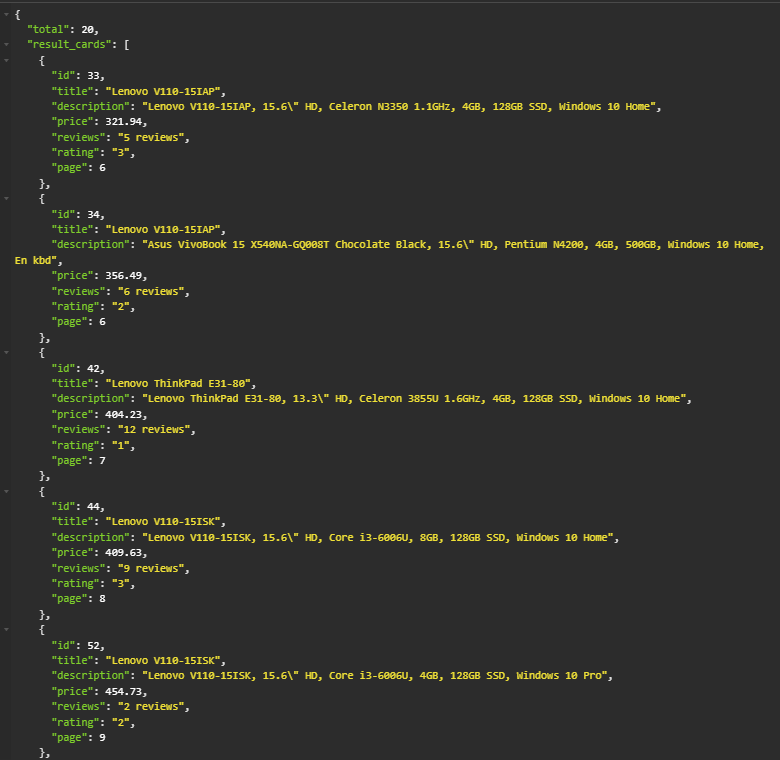 {
"total": 20,
"result_cards": [
{
"id": 33,
"title": "Lenovo V110-15IAP",
"description": "Lenovo V110-15IAP, 15.6\" HD, Celeron N3350 1.1GHz, 4GB, 128GB SSD, Windows 10 Home",
"price": 321.94,
"reviews": "5 reviews",
"rating": "3",
"page": 6
},
{
"id": 34,
"title": "Lenovo V110-15IAP",
"description": "Asus VivoBook 15 X540NA-GQ008T Chocolate Black, 15.6\" HD, Pentium N4200, 4GB, 500GB, Windows 10 Home,
En kbd",
"price": 356.49,
"reviews": "6 reviews",
"rating": "2",
"page": 6
},
{
"id": 42,
"title": "Lenovo ThinkPad E31-80",
"description": "Lenovo ThinkPad E31-80, 13.3\" HD, Celeron 3855U 1.6GHz, 4GB, 128GB SSD, Windows 10 Home",
"price": 404.23,
"reviews": "12 reviews",
"rating": "1",
"page": 7
},
{
"id": 44,
"title": "Lenovo V110-15ISK",
"description": "Lenovo V110-15ISK, 15.6\" HD, Core i3-6006U, 8GB, 128GB SSD, Windows 10 Home",
"price": 409.63,
"reviews": "9 reviews",
"rating": "3",
"page": 8
},
{
"id": 52,
"title": "Lenovo V110-15ISK",
"description": "Lenovo V110-15ISK, 15.6\" HD, Core i3-6006U, 4GB, 128GB SSD, Windows 10 Pro",
"price": 454.73,
"reviews": "2 reviews",
"rating": "2",
"page": 9
},